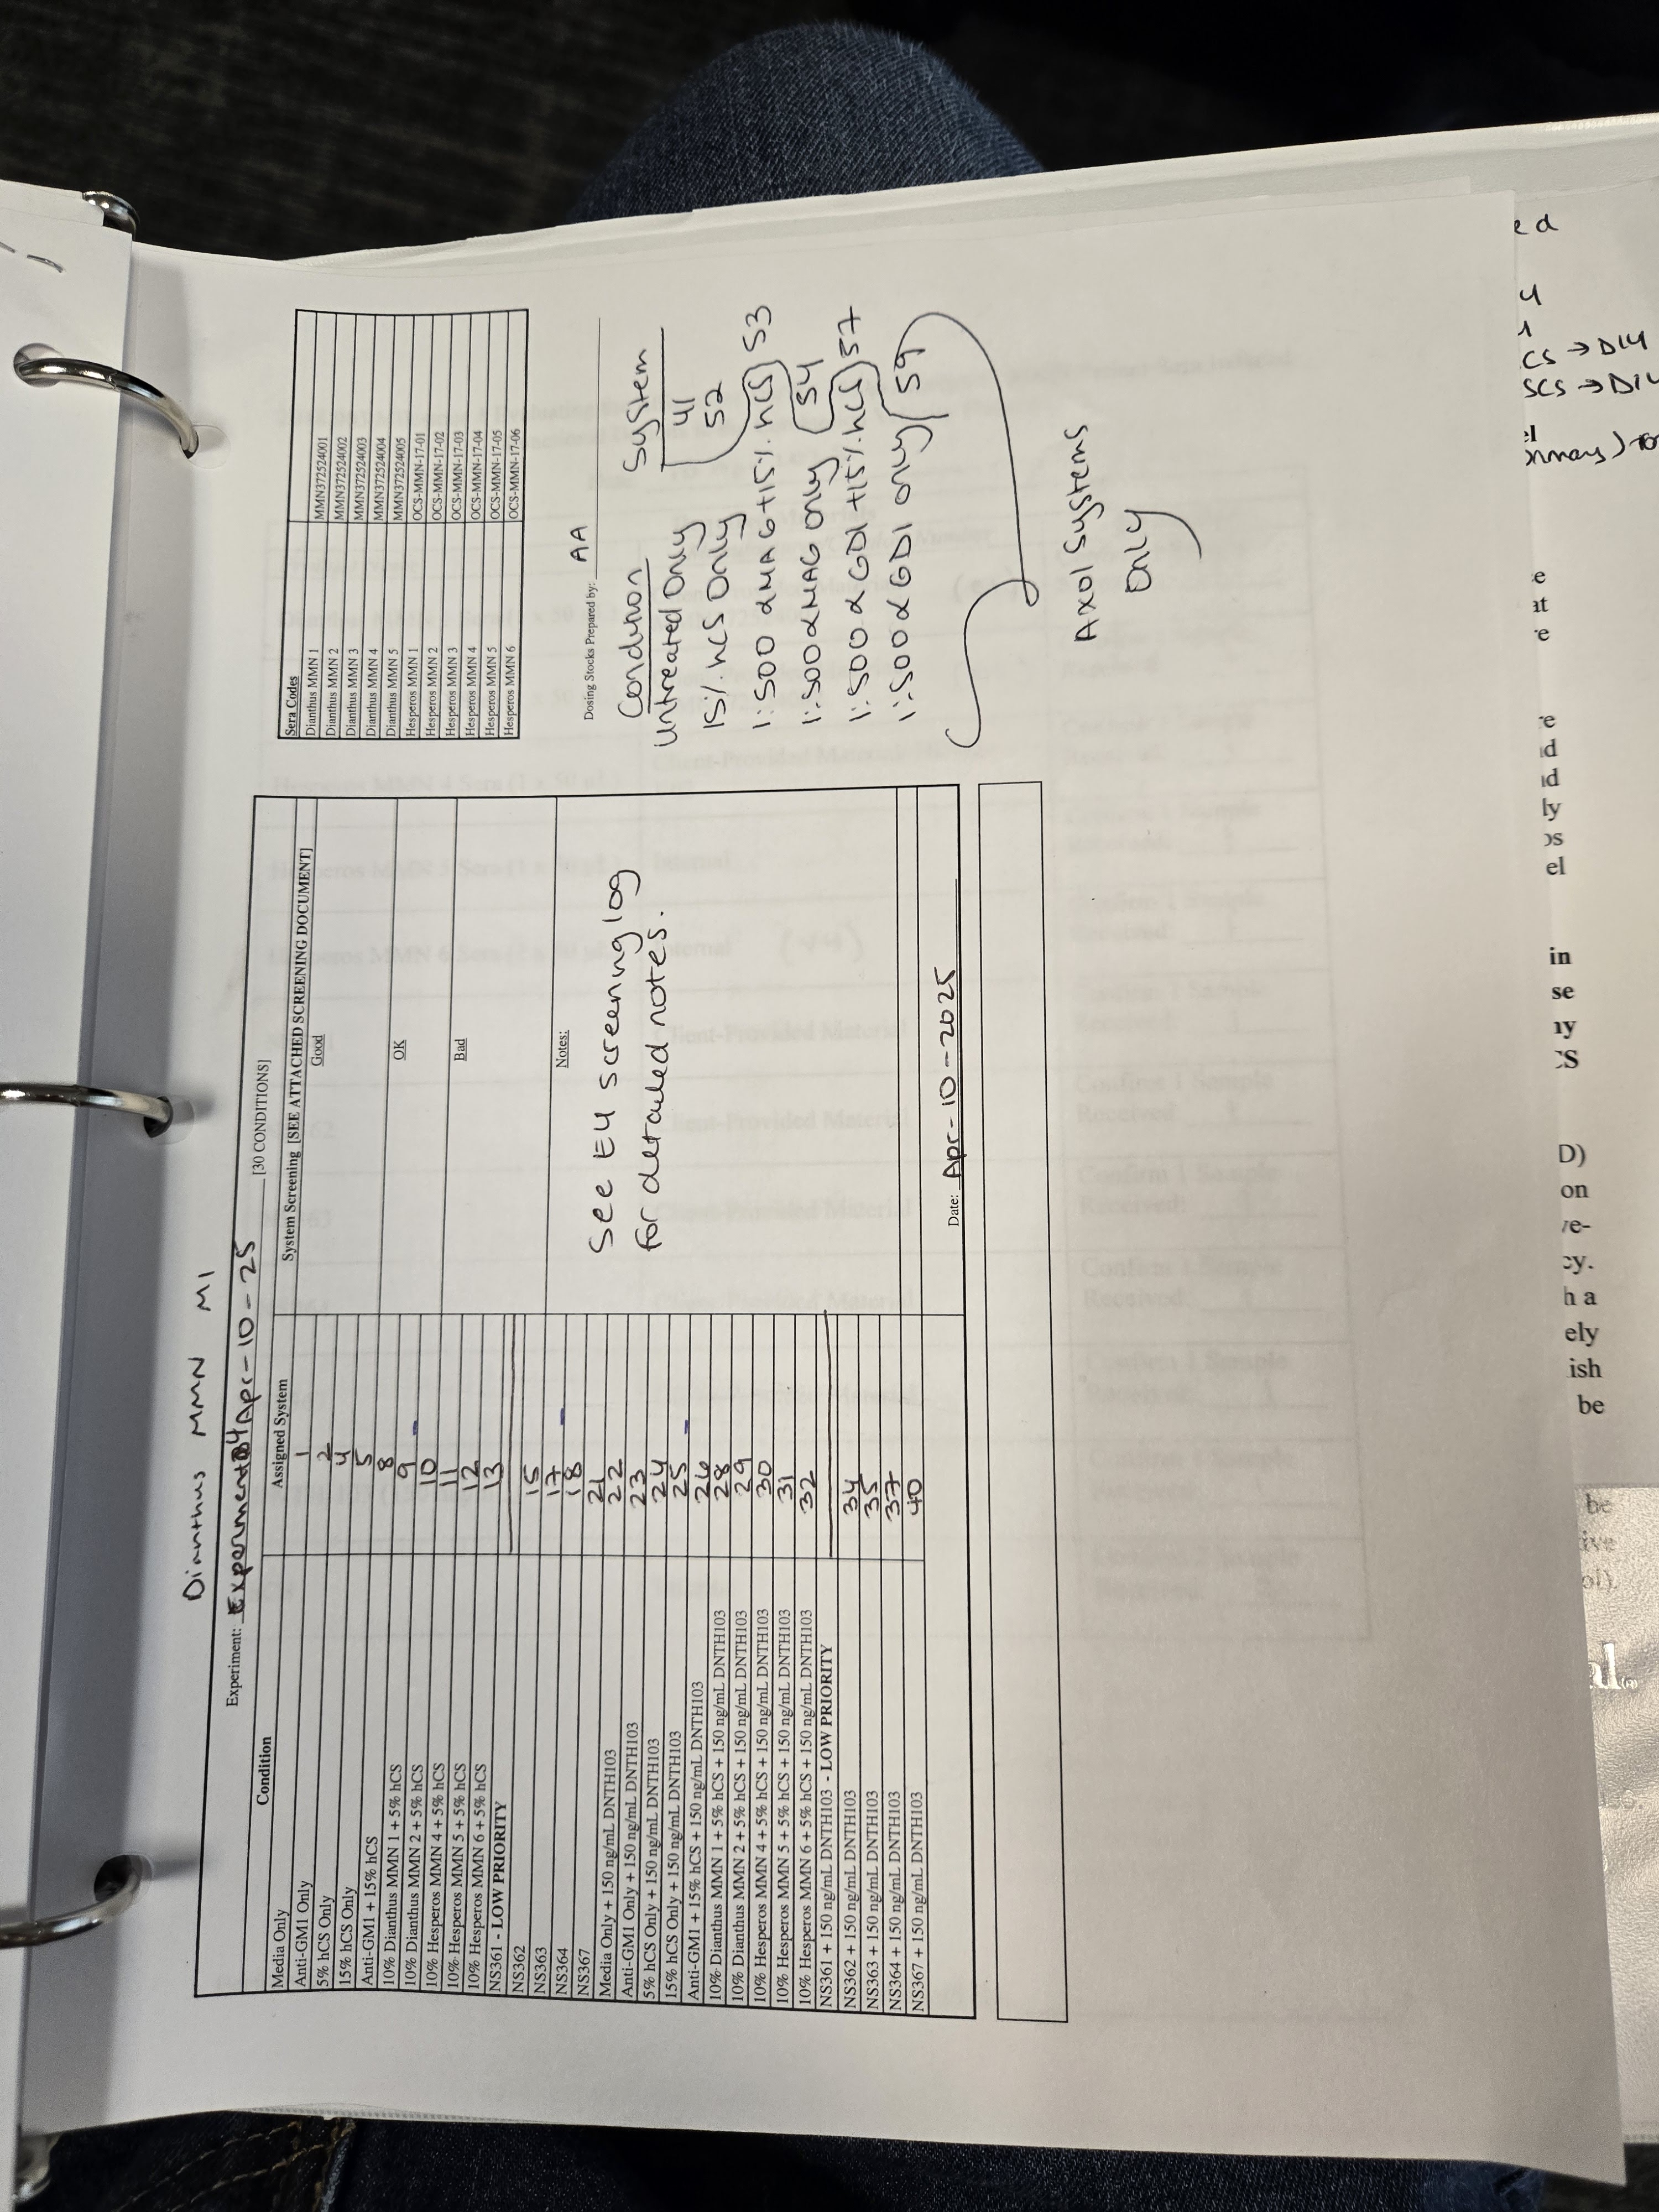 Dianthus MMN M1
Experiment: Experiment 4 Apr-10-25 [30 CONDITIONS]
Condition Assigned System System Screening [SEE ATTACHED SCREENING DOCUMENT]
Media Only 1
Anti-GM1 Only 2
5% hCS Only 4
15% hCS Only 5
Anti-GM1 + 15% hCS 8
10% Dianthus MMN 1 + 5% hCS 9
10% Dianthus MMN 2 + 5% hCS 10
10% Hesperos MMN 4 + 5% hCS 11
10% Hesperos MMN 5 + 5% hCS 12
10% Hesperos MMN 6 + 5% hCS 13
NS361 - LOW PRIORITY
NS362 15
NS363 17
NS364 18
NS367 21
Media Only + 150 ng/mL DNTH103 22
Anti-GM1 Only + 150 ng/mL DNTH103 23
5% hCS Only + 150 ng/mL DNTH103 24
15% hCS Only + 150 ng/mL DNTH103 25
Anti-GM1 + 15% hCS + 150 ng/mL DNTH103 26
10% Dianthus MMN 1 + 5% hCS + 150 ng/mL DNTH103 28
10% Dianthus MMN 2 + 5% hCS + 150 ng/mL DNTH103 29
10% Hesperos MMN 4 + 5% hCS + 150 ng/mL DNTH103 30
10% Hesperos MMN 5 + 5% hCS + 150 ng/mL DNTH103 31
10% Hesperos MMN 6 + 5% hCS + 150 ng/mL DNTH103 32
NS361 + 150 ng/mL DNTH103 - LOW PRIORITY
NS362 + 150 ng/mL DNTH103 34
NS363 + 150 ng/mL DNTH103 35
NS364 + 150 ng/mL DNTH103 37
NS367 + 150 ng/mL DNTH103 40
Good
OK
Bad
Notes:
See E4 screening log
for detailed notes.
Date: Apr-10-2025
Sera Codes
Dianthus MMN 1 MMN372524001
Dianthus MMN 2 MMN372524002
Dianthus MMN 3 MMN372524003
Dianthus MMN 4 MMN372524004
Dianthus MMN 5 MMN372524005
Hesperos MMN 1 OCS-MMN-17-01
Hesperos MMN 2 OCS-MMN-17-02
Hesperos MMN 3 OCS-MMN-17-03
Hesperos MMN 4 OCS-MMN-17-04
Hesperos MMN 5 OCS-MMN-17-05
Hesperos MMN 6 OCS-MMN-17-06
Dosing Stocks Prepared by: AA
Condition System
Untreated Only 41
15% hCS Only 52
1:500 αMAG+15% hCS 53
1:500 αMAG only 54
1:500 αGD1 +15% hCS 57
1:500 αGD1 only 59
Axol Systems
Only